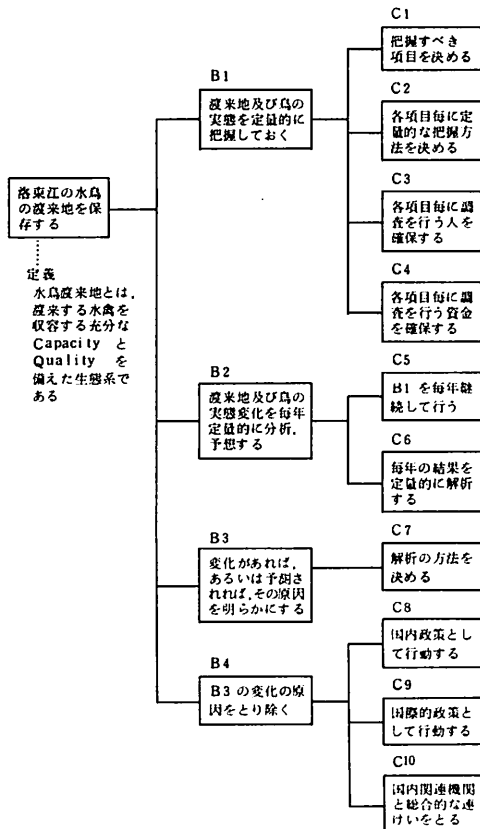 洛東江の水鳥
の渡来地を保
存する
定義
水鳥渡来地とは,
渡来する水禽を
収容する充分な
Capacity と
Quality を
備えた生態系で
ある
B1
渡来地及び鳥の
実態を定量的に
把握しておく
C1
把握すべき
項目を決める
C2
各項目毎に定
量的な把握方
法を決める
C3
各項目毎に調
査を行う人を
確保する
C4
各項目毎に調
査を行う資金
を確保する
B2
渡来地及び鳥の
実態変化を毎年
定量的に分析,
予想する
C5
B1 を毎年継
続して行う
C6
毎年の結果を
定量的に解析
する
B3
変化があれば,
あるいは予測さ
れれば,その原因
を明らかにする
C7
解析の方法を
決める
B4
B3 の変化の原
因をとり除く
C8
国内政策とし
て行動する
C9
国際的政策と
して行動する
C10
国内関連機関
と総合的な連
けいをとる